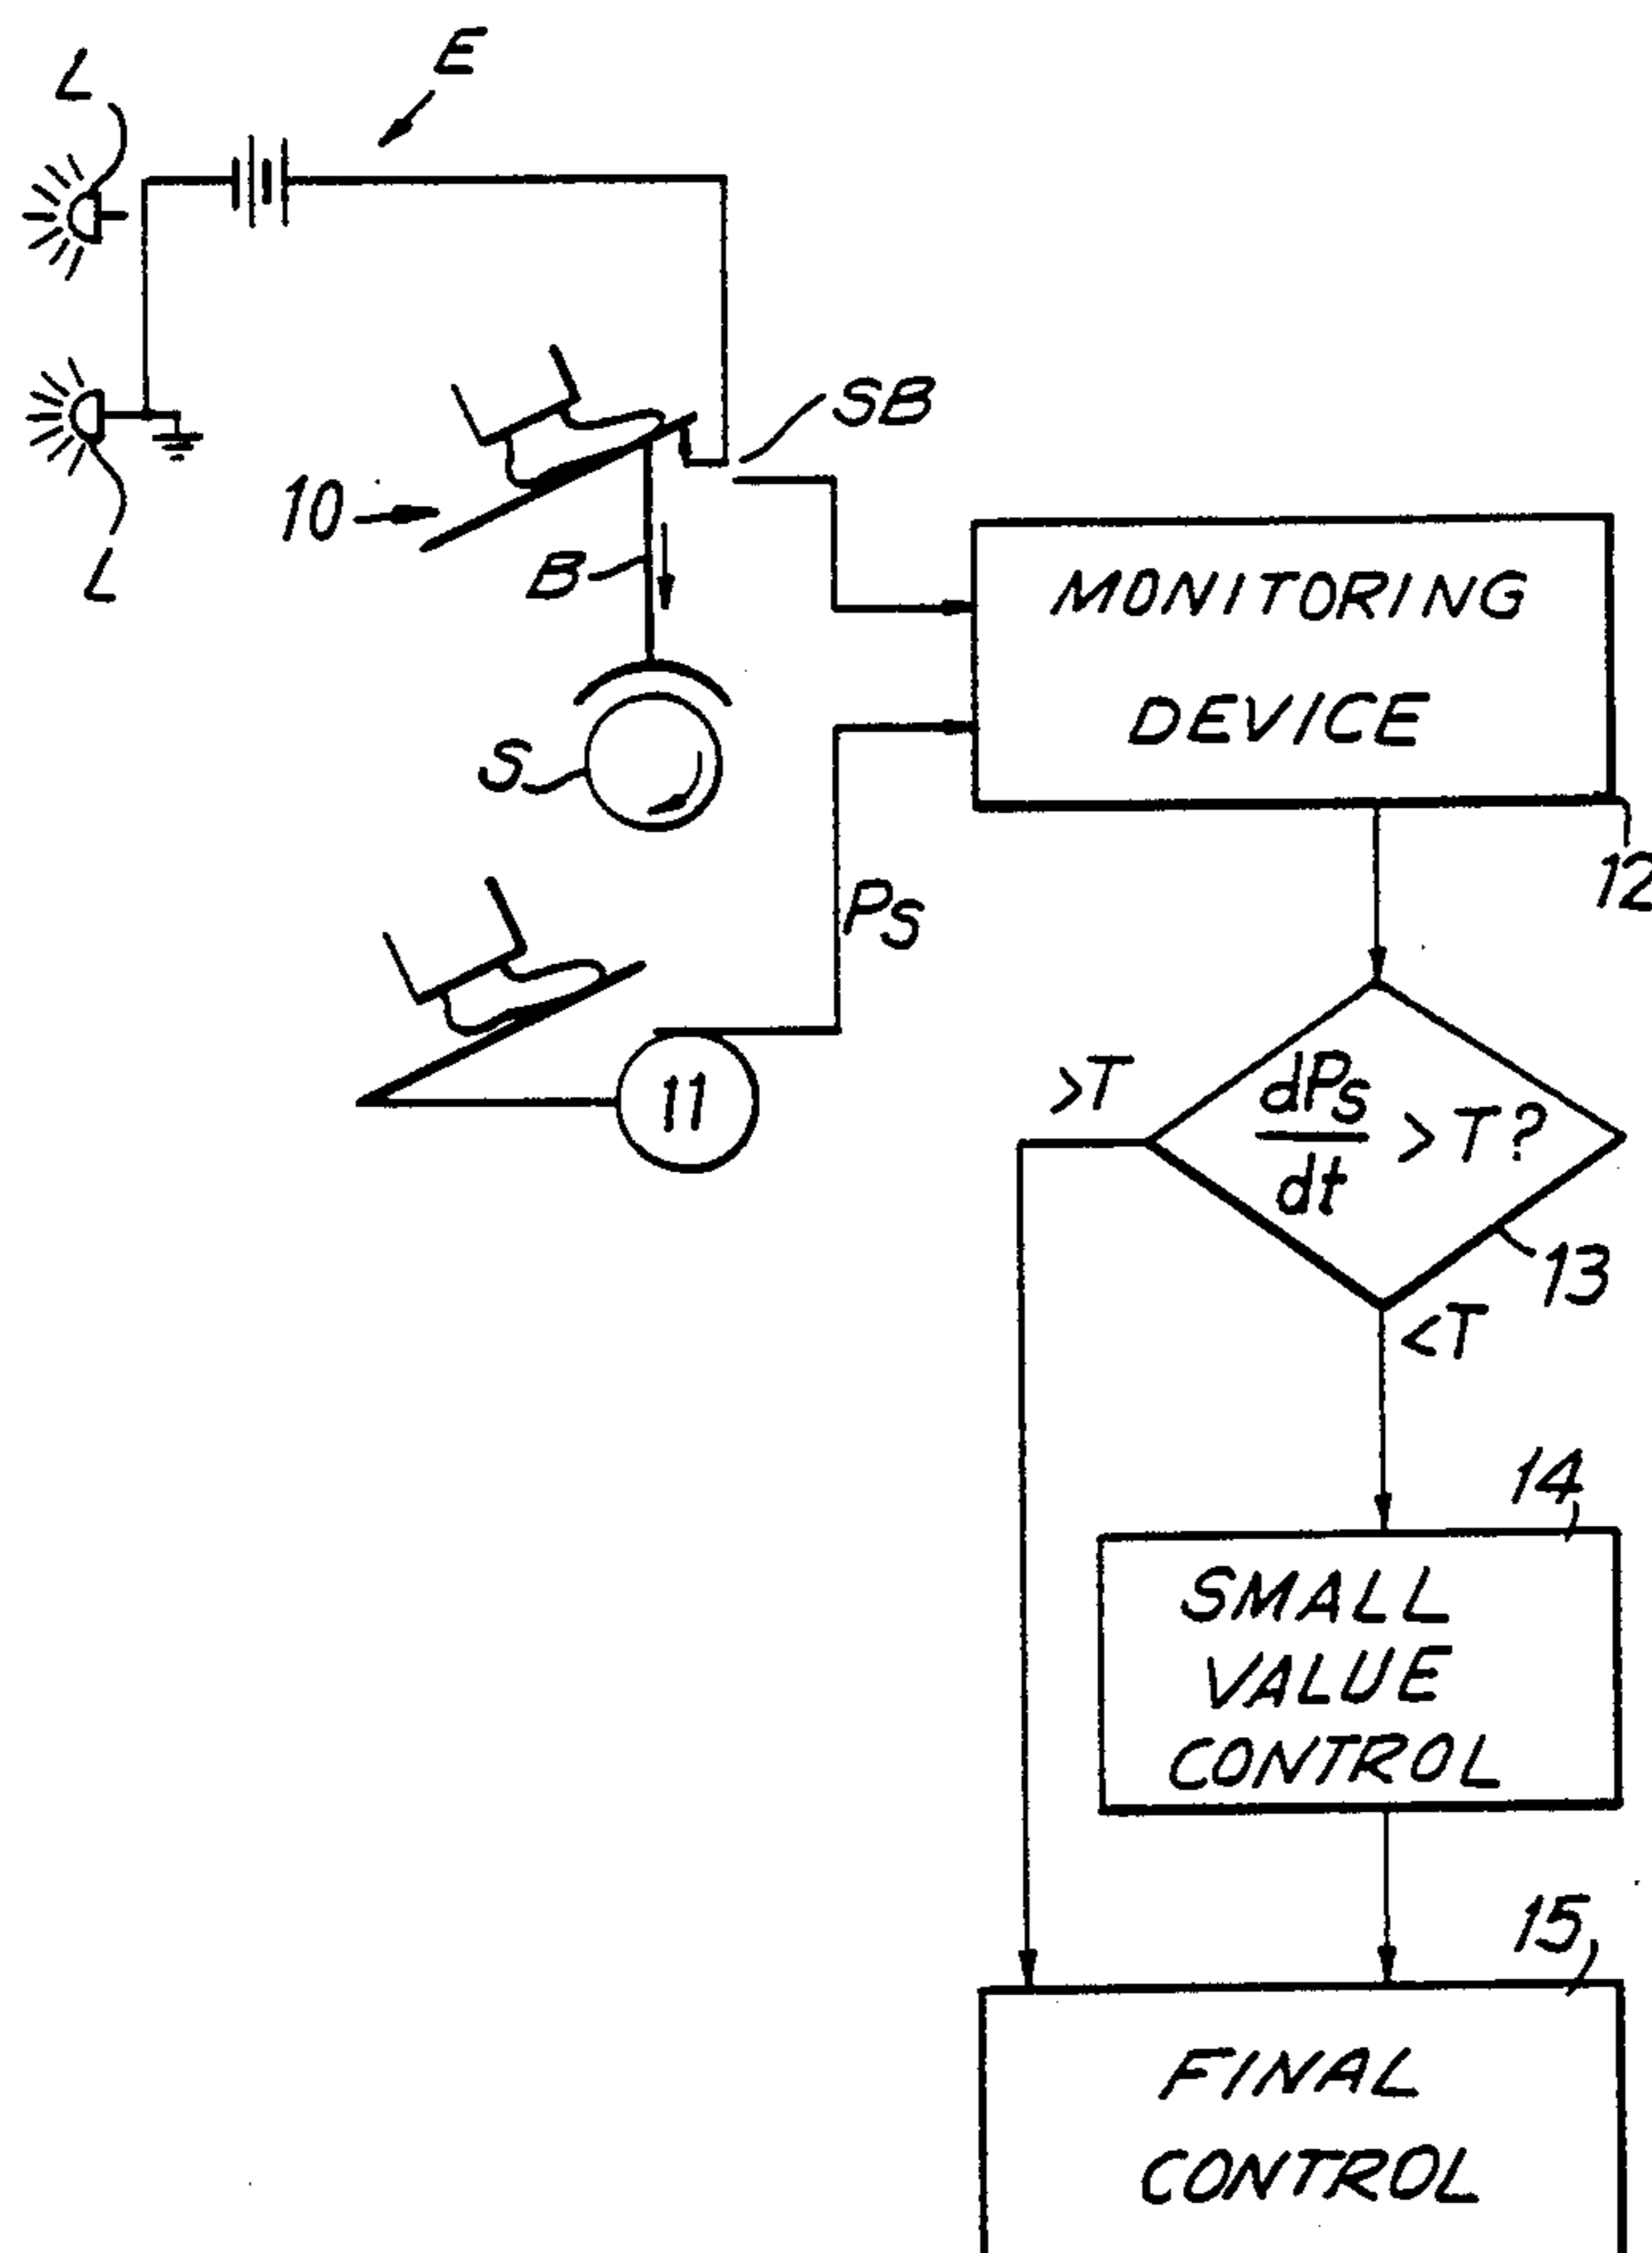 E
L
SB
10
L
B
MONITORING
DEVICE
S
12
PS
>T
dPS
dt
>T?
11
13
<T
14
SMALL
VALUE
CONTROL
15
FINAL
CONTROL